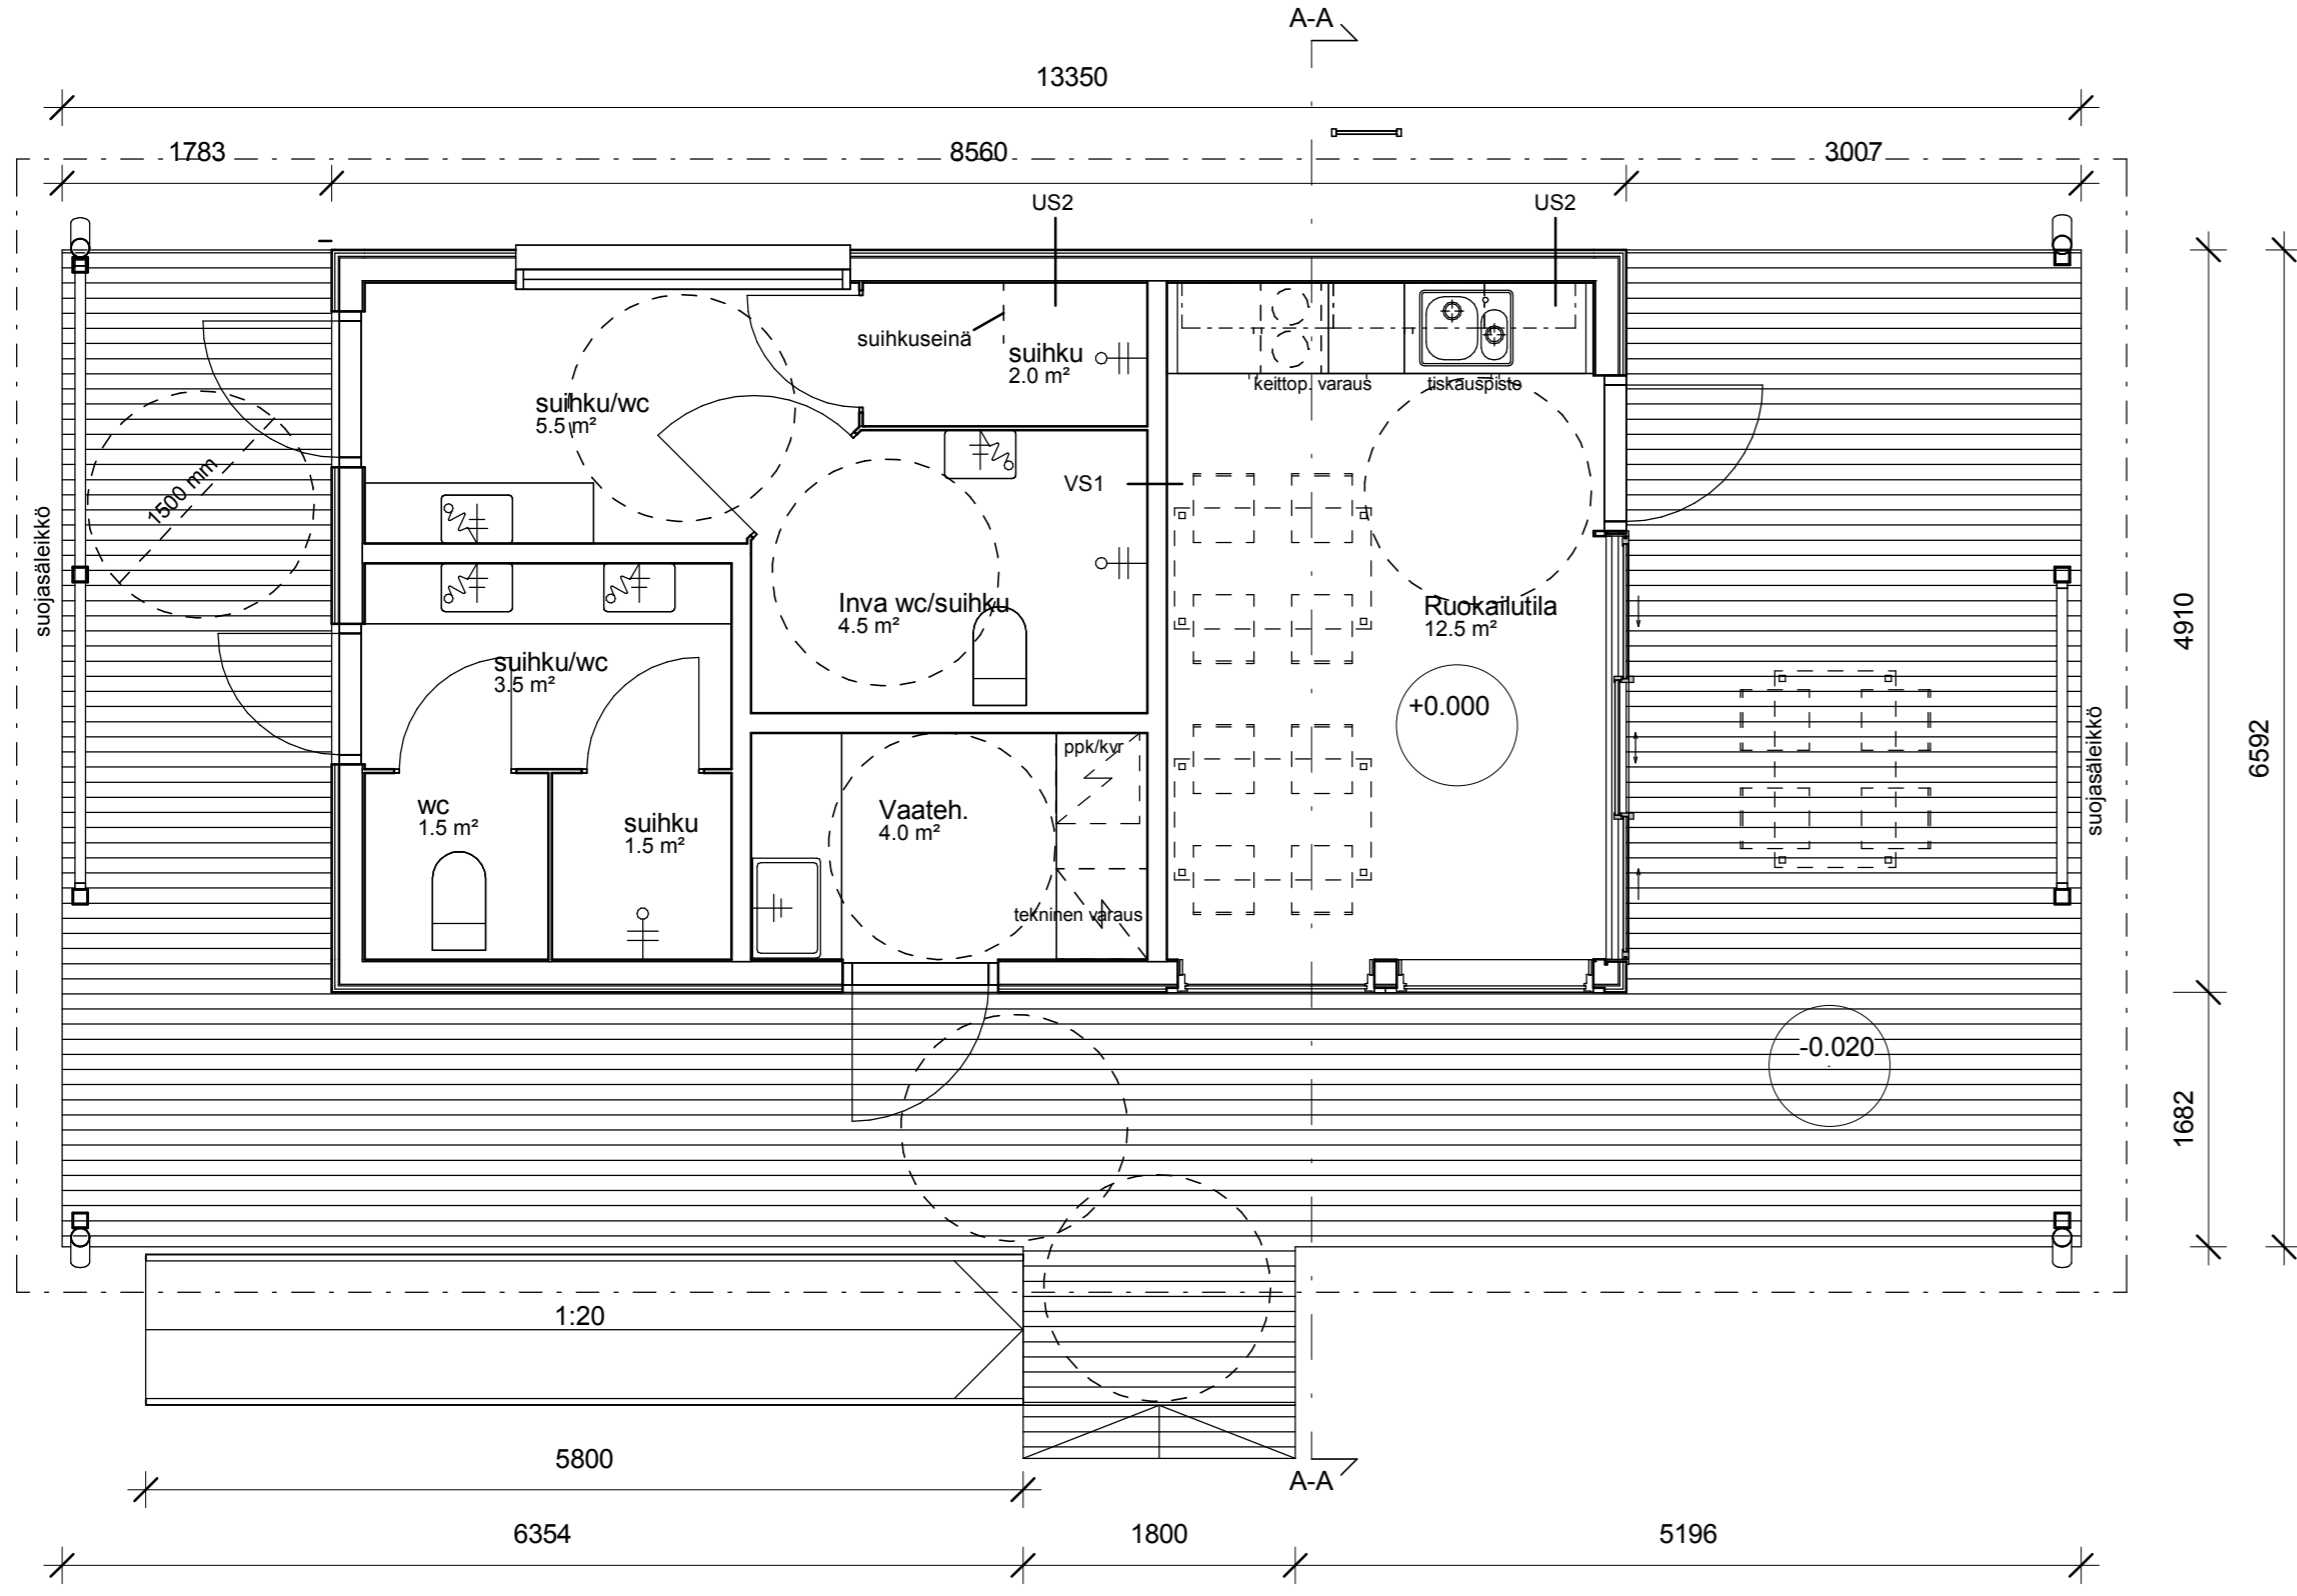 A-A
13350
1783
8560
3007
US2
US2
suihkuseinä
suihku
2.0 m²
keittop. varaus
tiskauspiste
suihku/wc
5.5 m²
1500 mm
VS1
suojasäleikkö
Inva wc/suihku
4.5 m²
Ruokailutila
12.5 m²
4910
suihku/wc
3.5 m²
+0.000
6592
ppk/kyr
suojasäleikkö
wc
1.5 m²
suihku
1.5 m²
Vaateh.
4.0 m²
tekninen varaus
-0.020
1682
1:20
5800
A-A
6354
1800
5196